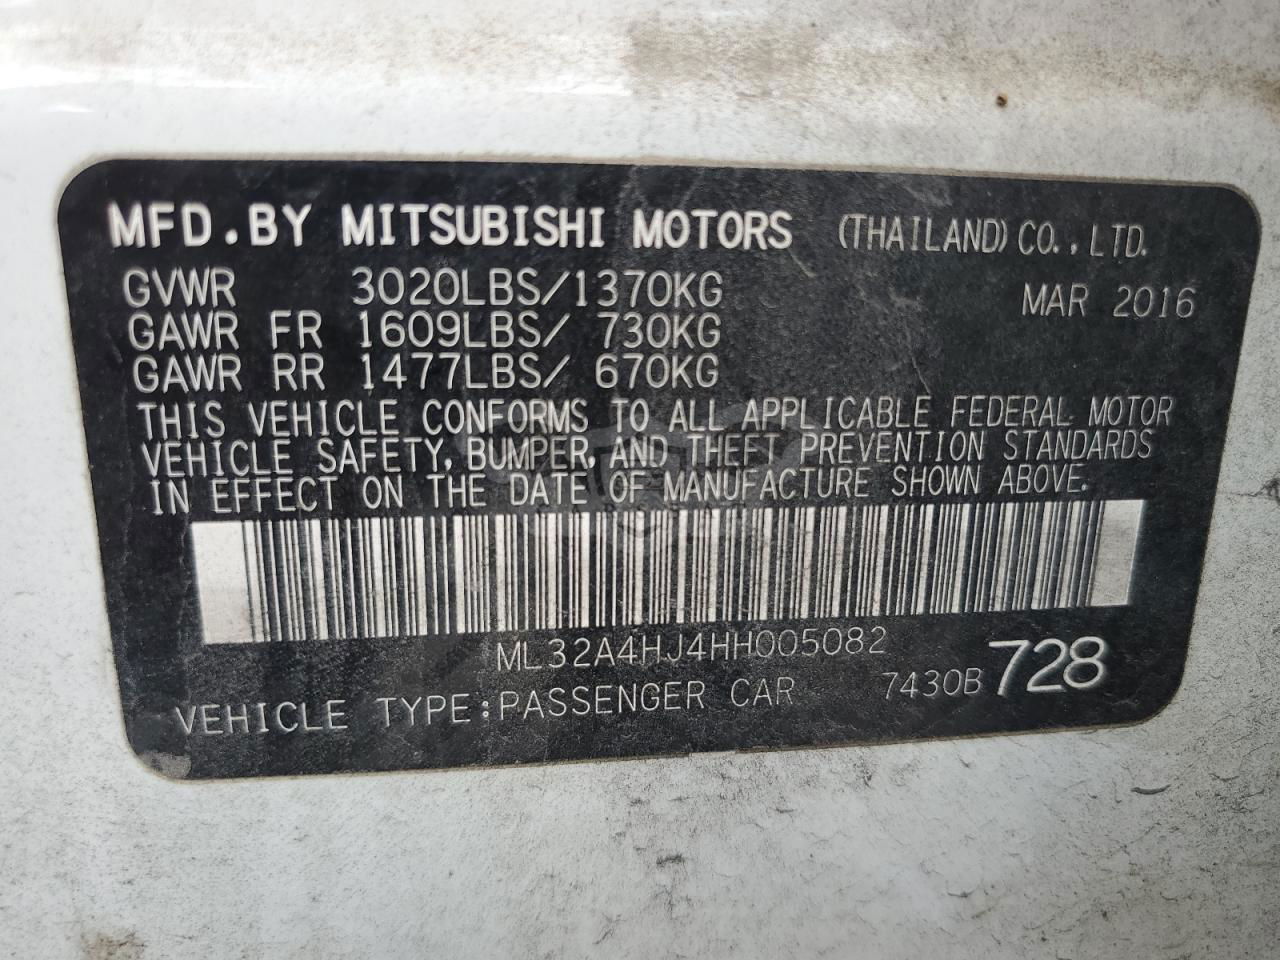 MFD.BY MITSUBISHI MOTORS (THAILAND) CO.,LTD.
GVWR 3020LBS/1370KG MAR 2016
GAWR FR 1609LBS/ 730KG
GAWR RR 1477LBS/ 670KG
THIS VEHICLE CONFORMS TO ALL APPLICABLE FEDERAL MOTOR
VEHICLE SAFETY, BUMPER, AND THEFT PREVENTION STANDARDS
IN EFFECT ON THE DATE OF MANUFACTURE SHOWN ABOVE.
ML32A4HJ4HH005082
VEHICLE TYPE:PASSENGER CAR 7430B 728